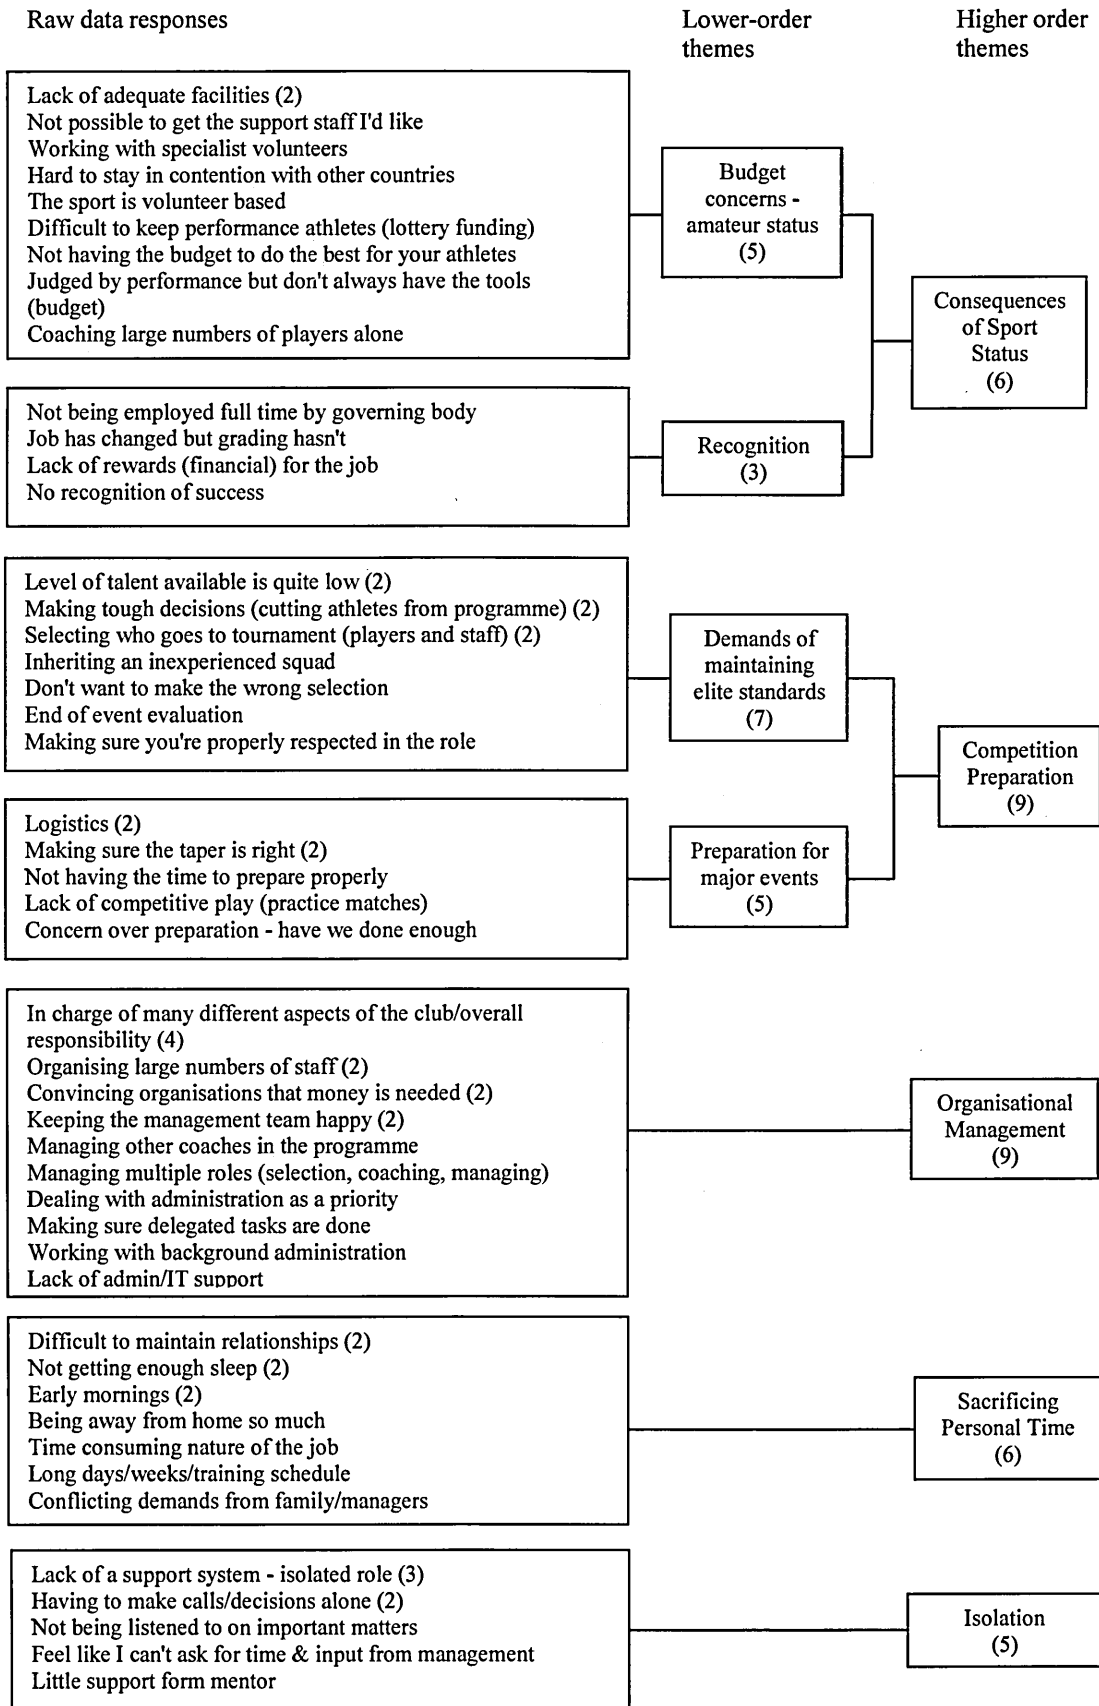 Raw data responses
Lower-order
themes
Higher order
themes
Lack of adequate facilities (2)
Not possible to get the support staff I'd like
Working with specialist volunteers
Hard to stay in contention with other countries
The sport is volunteer based
Difficult to keep performance athletes (lottery funding)
Not having the budget to do the best for your athletes
Judged by performance but don't always have the tools
(budget)
Coaching large numbers of players alone
Budget
concerns -
amateur status
(5)
Consequences
of Sport
Status
(6)
Not being employed full time by governing body
Job has changed but grading hasn't
Lack of rewards (financial) for the job
No recognition of success
Recognition
(3)
Level of talent available is quite low (2)
Making tough decisions (cutting athletes from programme) (2)
Selecting who goes to tournament (players and staff) (2)
Inheriting an inexperienced squad
Don't want to make the wrong selection
End of event evaluation
Making sure you're properly respected in the role
Demands of
maintaining
elite standards
(7)
Competition
Preparation
(9)
Logistics (2)
Making sure the taper is right (2)
Not having the time to prepare properly
Lack of competitive play (practice matches)
Concern over preparation - have we done enough
Preparation for
major events
(5)
In charge of many different aspects of the club/overall
responsibility (4)
Organising large numbers of staff (2)
Convincing organisations that money is needed (2)
Keeping the management team happy (2)
Managing other coaches in the programme
Managing multiple roles (selection, coaching, managing)
Dealing with administration as a priority
Making sure delegated tasks are done
Working with background administration
Lack of admin/IT support
Organisational
Management
(9)
Difficult to maintain relationships (2)
Not getting enough sleep (2)
Early mornings (2)
Being away from home so much
Time consuming nature of the job
Long days/weeks/training schedule
Conflicting demands from family/managers
Sacrificing
Personal Time
(6)
Lack of a support system - isolated role (3)
Having to make calls/decisions alone (2)
Not being listened to on important matters
Feel like I can't ask for time & input from management
Little support form mentor
Isolation
(5)